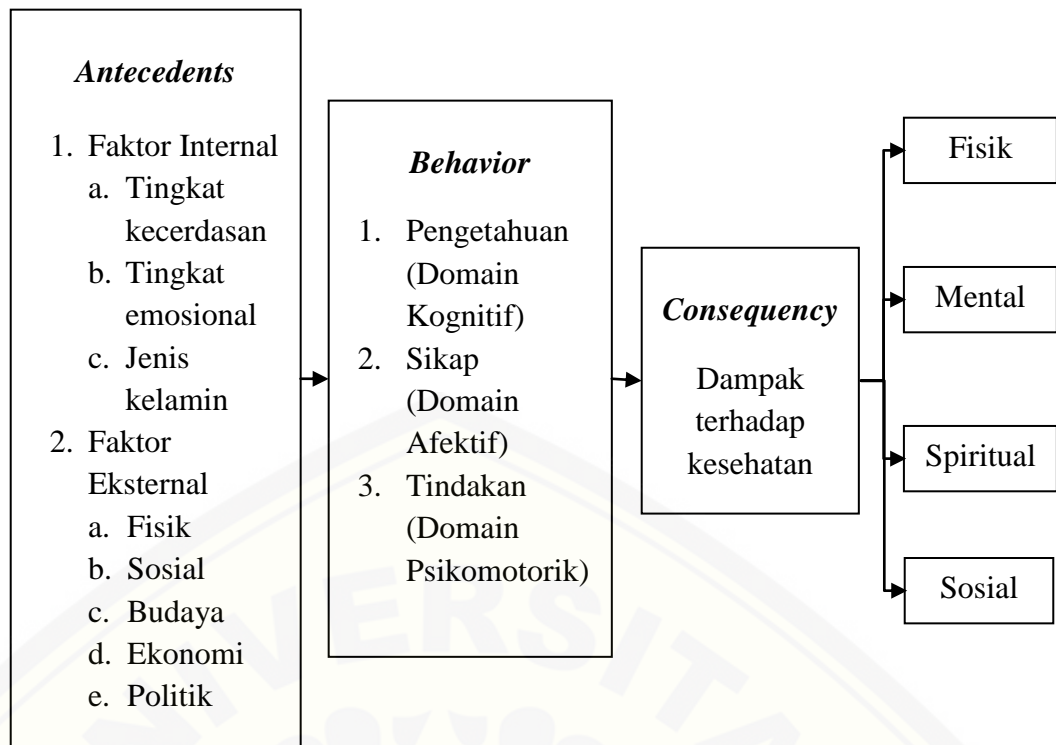 Antecedents
1. Faktor Internal
a. Tingkat
kecerdasan
b. Tingkat
emosional
c. Jenis
kelamin
2. Faktor
Eksternal
a. Fisik
b. Sosial
c. Budaya
d. Ekonomi
e. Politik
Behavior
1. Pengetahuan
(Domain
Kognitif)
2. Sikap
(Domain
Afektif)
3. Tindakan
(Domain
Psikomotorik)
Consequency
Dampak
terhadap
kesehatan
Fisik
Mental
Spiritual
Sosial
NIVERSITA